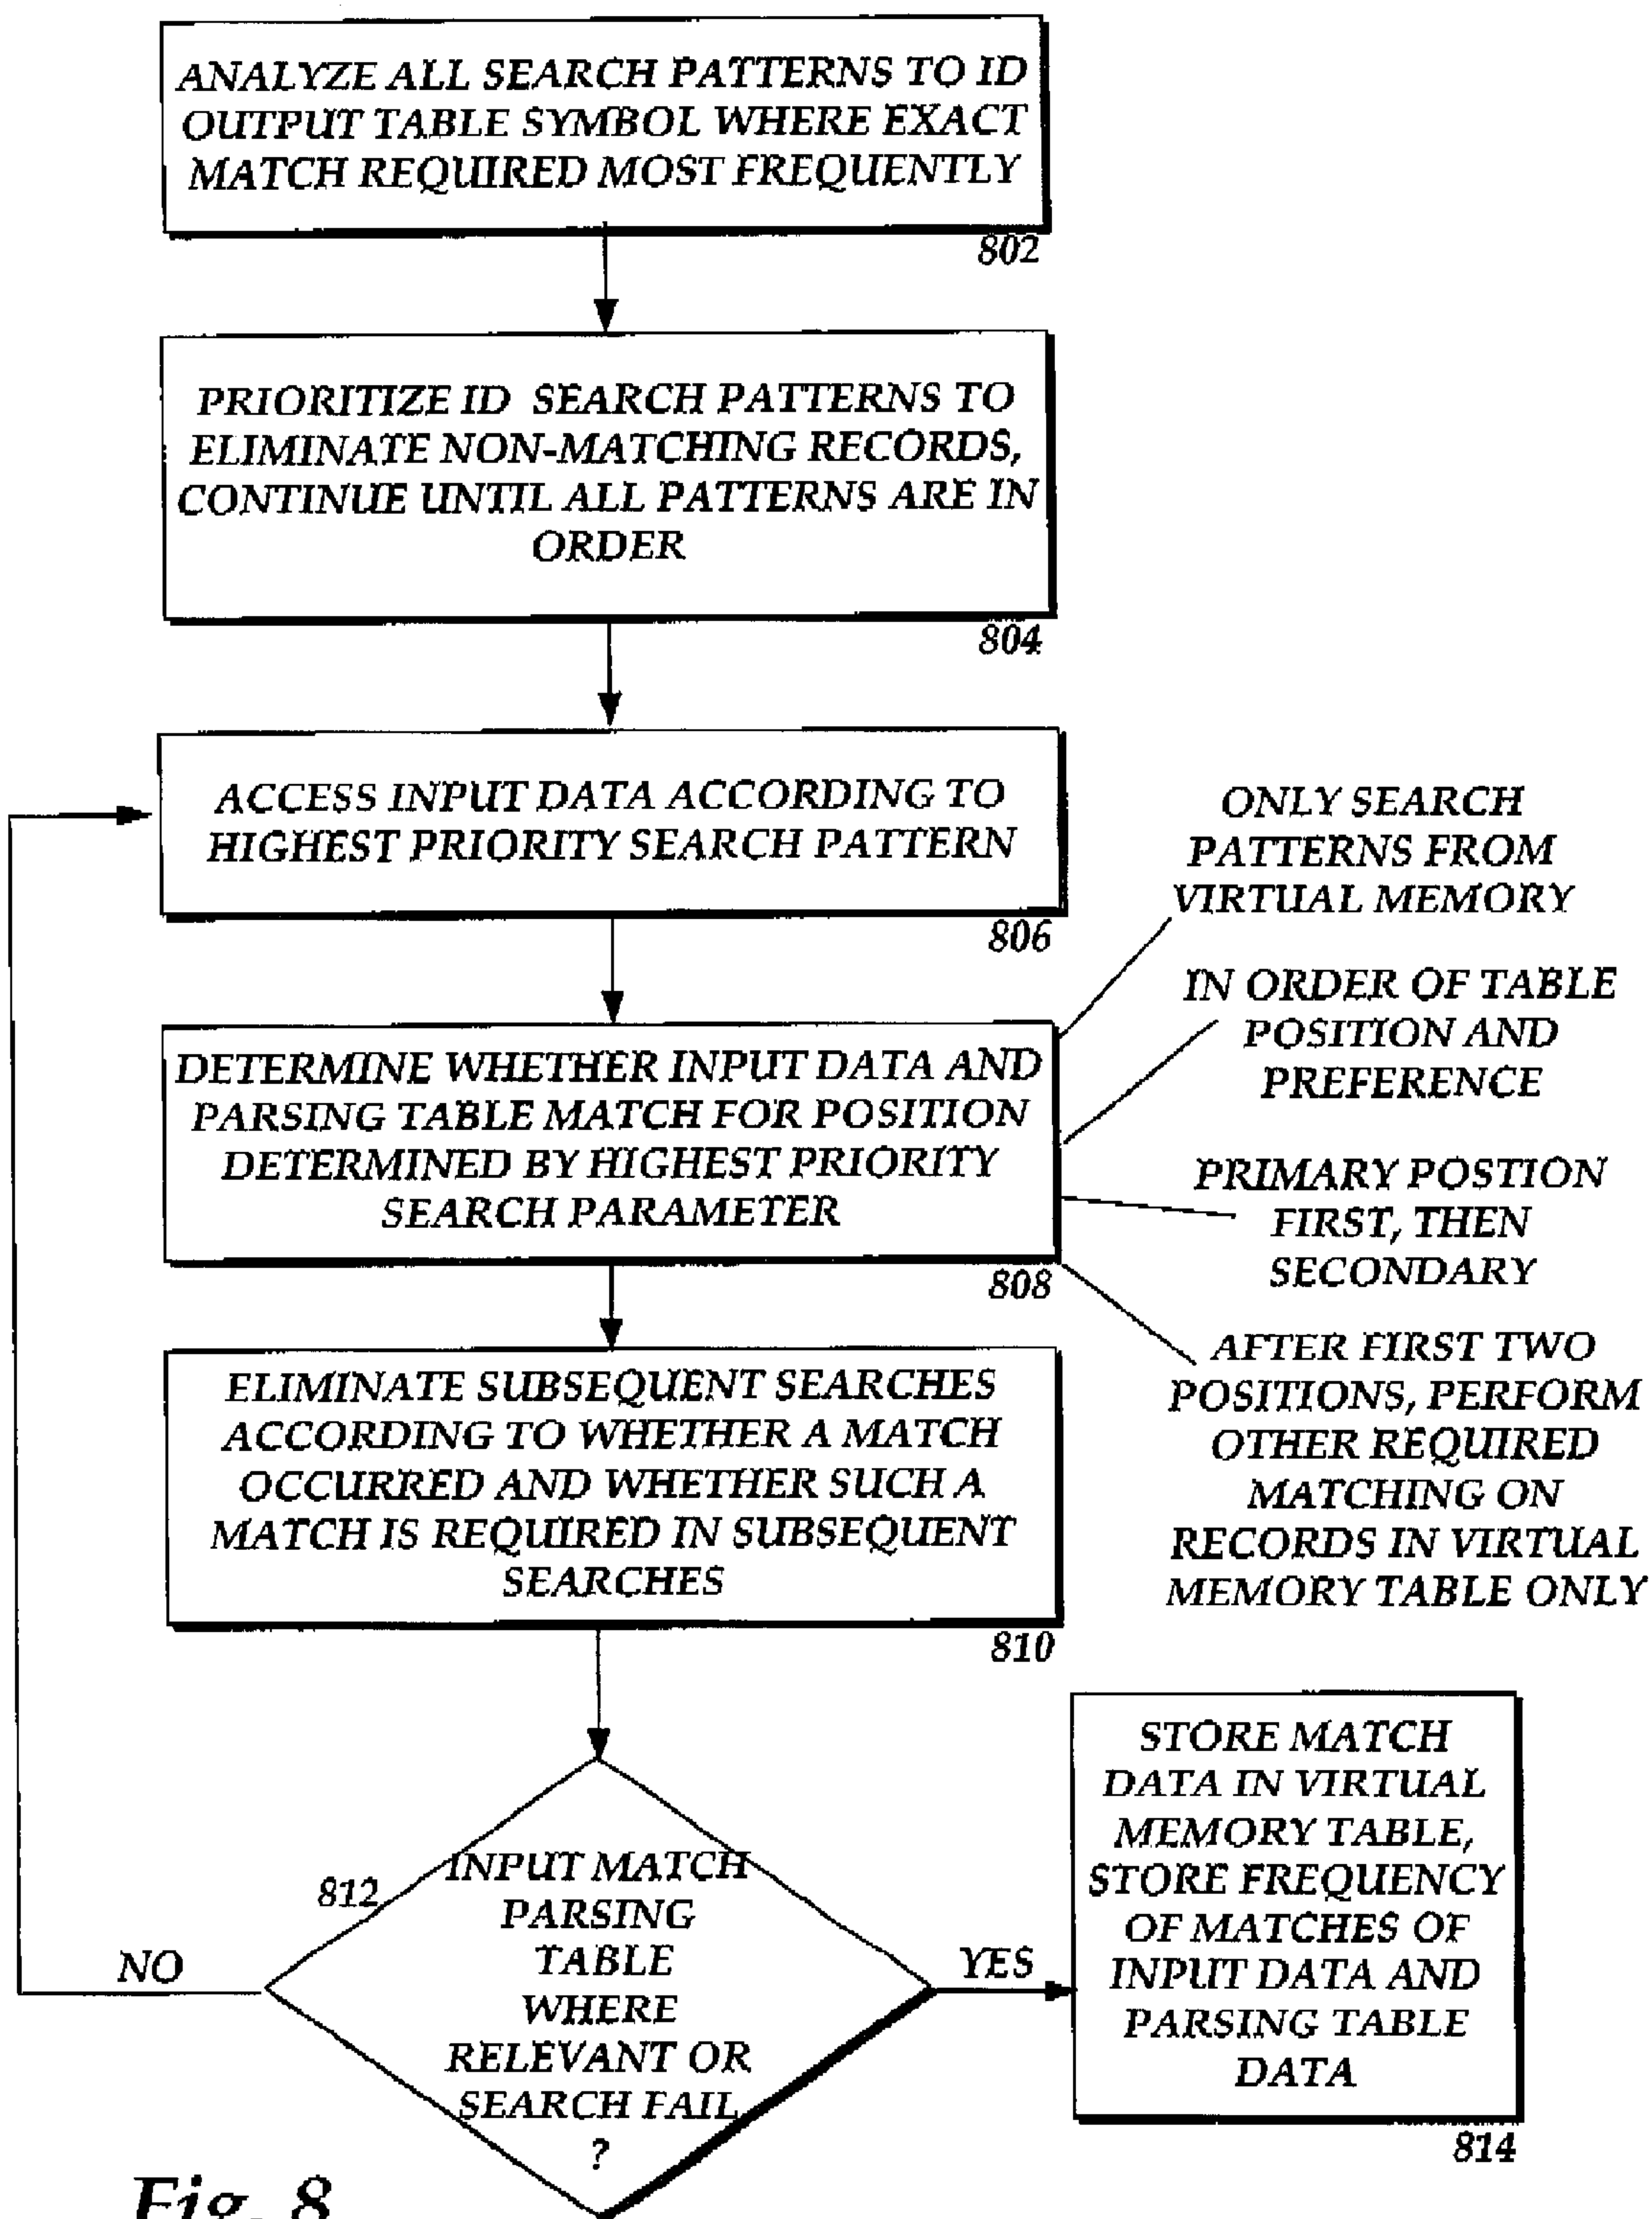 ANALYZE ALL SEARCH PATTERNS TO ID
OUTPUT TABLE SYMBOL WHERE EXACT
MATCH REQUIRED MOST FREQUENTLY
802
PRIORITIZE ID SEARCH PATTERNS TO
ELIMINATE NON-MATCHING RECORDS,
CONTINUE UNTIL ALL PATTERNS ARE IN
ORDER
804
ACCESS INPUT DATA ACCORDING TO
HIGHEST PRIORITY SEARCH PATTERN
806
ONLY SEARCH
PATTERNS FROM
VIRTUAL MEMORY
IN ORDER OF TABLE
POSITION AND
PREFERENCE
PRIMARY POSTION
FIRST, THEN
SECONDARY
AFTER FIRST TWO
POSITIONS, PERFORM
OTHER REQUIRED
MATCHING ON
RECORDS IN VIRTUAL
MEMORY TABLE ONLY
DETERMINE WHETHER INPUT DATA AND
PARSING TABLE MATCH FOR POSITION
DETERMINED BY HIGHEST PRIORITY
SEARCH PARAMETER
808
ELIMINATE SUBSEQUENT SEARCHES
ACCORDING TO WHETHER A MATCH
OCCURRED AND WHETHER SUCH A
MATCH IS REQUIRED IN SUBSEQUENT
SEARCHES
810
812
INPUT MATCH
PARSING
TABLE
WHERE
RELEVANT OR
SEARCH FAIL
?
NO
YES
STORE MATCH
DATA IN VIRTUAL
MEMORY TABLE,
STORE FREQUENCY
OF MATCHES OF
INPUT DATA AND
PARSING TABLE
DATA
814
Fig. 8